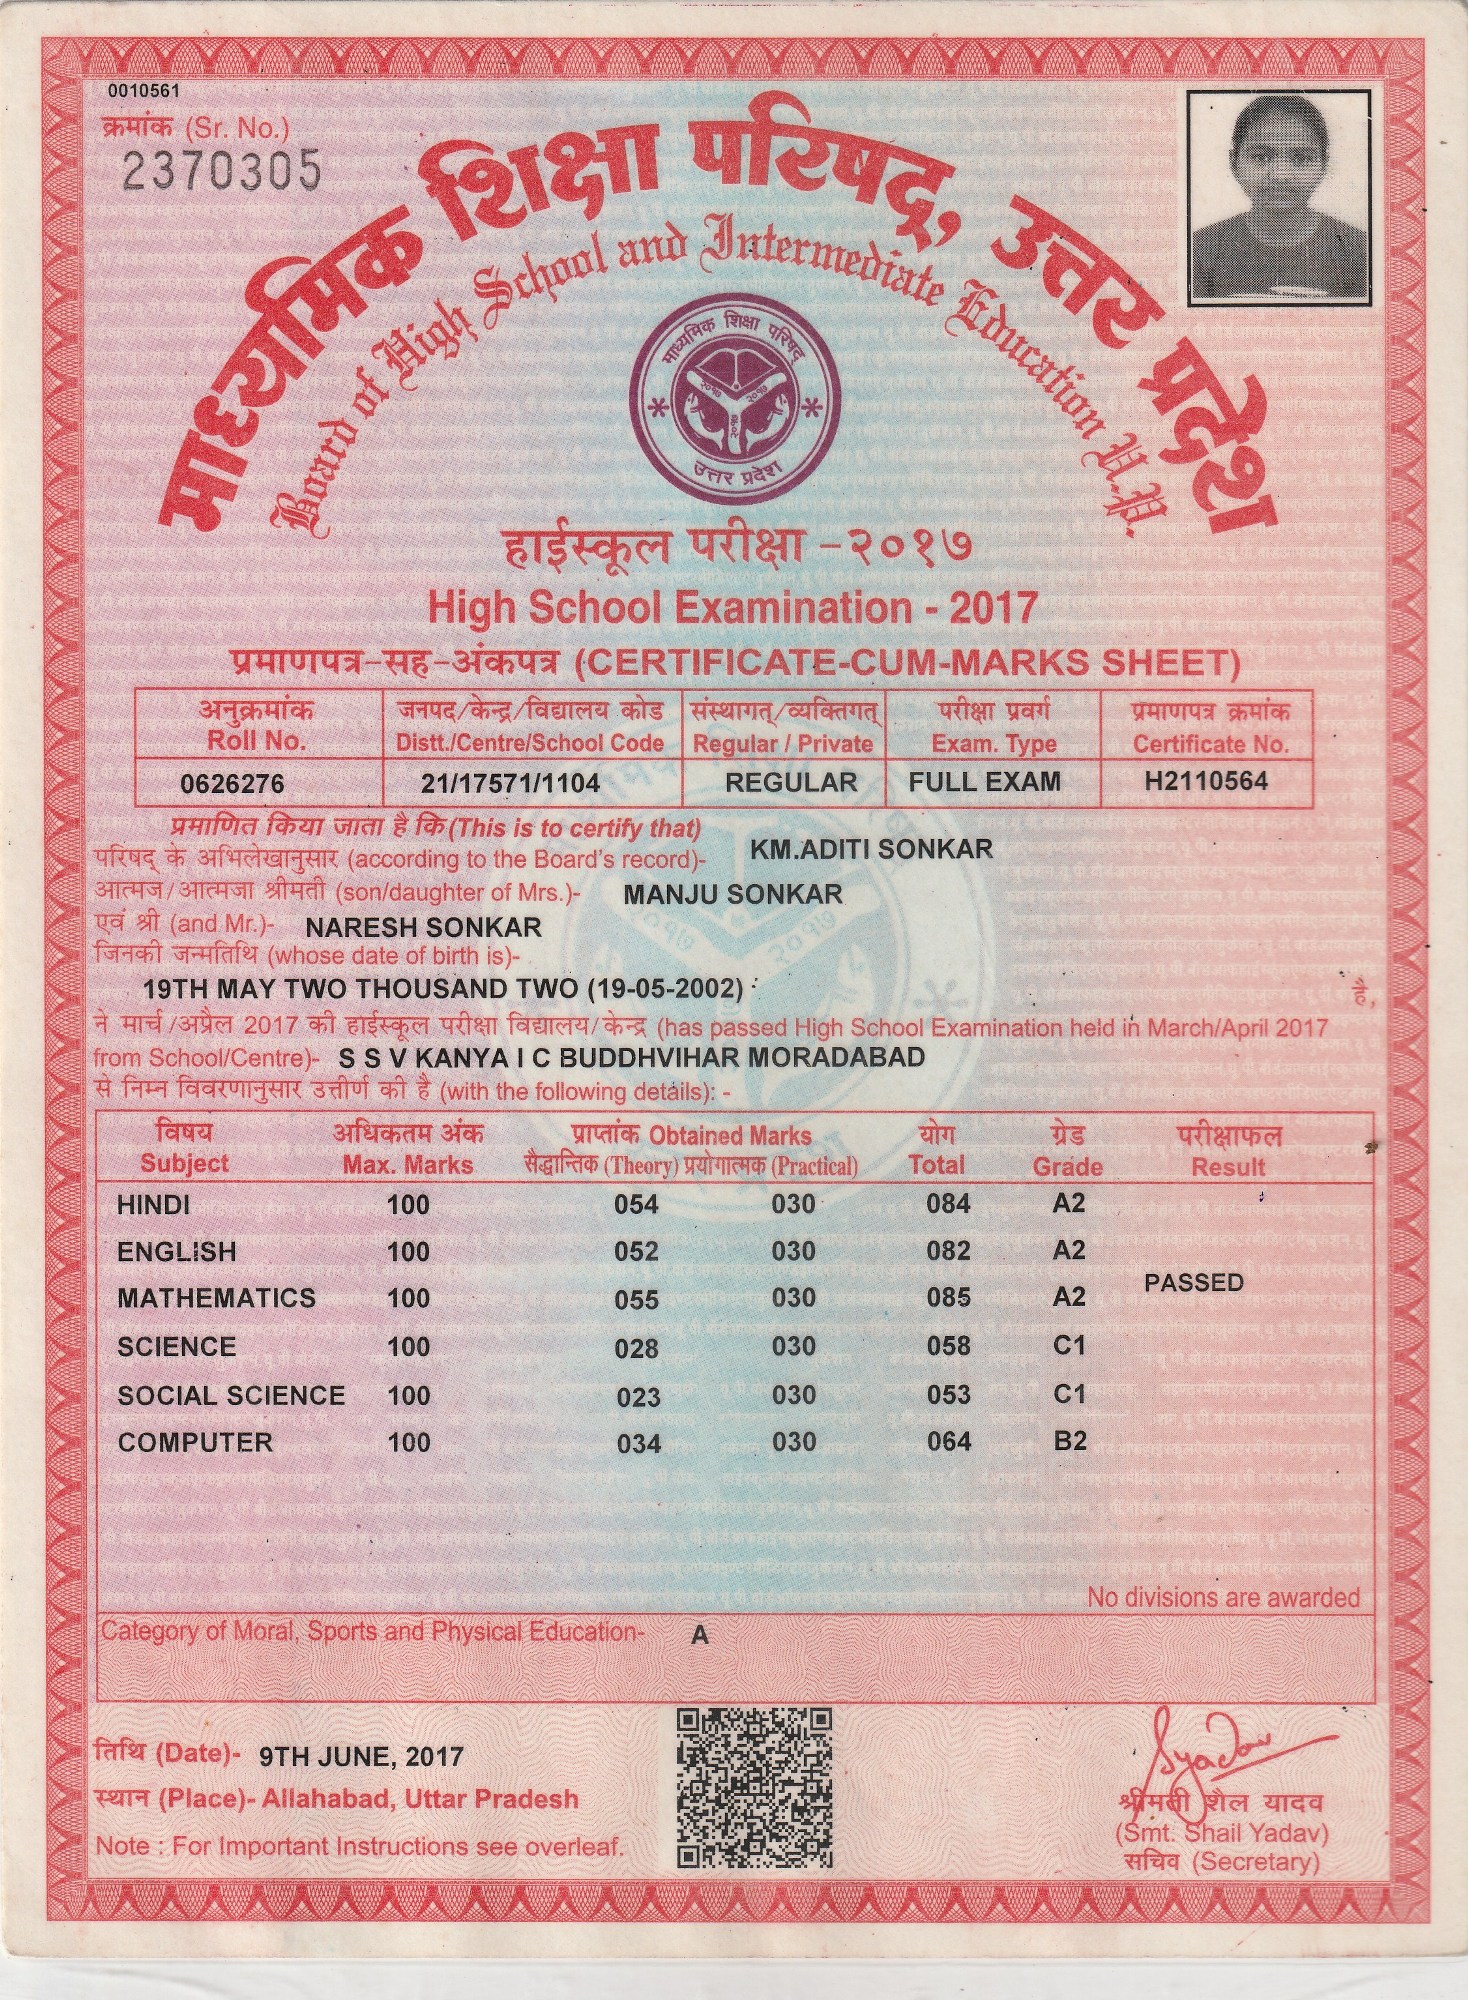 0010561
क्रमांक (Sr. No.)
2370305
माध्यमिक शिक्षा परिषद्, उत्तर प्रदेश
Board of High School and Intermediate Education U.P.
माध्यमिक शिक्षा परिषद्
२०१७ २०१७
२०१७
उत्तर प्रदेश
हाईस्कूल परीक्षा -२०१७
High School Examination - 2017
प्रमाणपत्र-सह-अंकपत्र (CERTIFICATE-CUM-MARKS SHEET)
अनुक्रमांक जनपद/केन्द्र/विद्यालय कोड संस्थागत्/व्यक्तिगत् परीक्षा प्रवर्ग प्रमाणपत्र क्रमांक
Roll No. Distt./Centre/School Code Regular / Private Exam. Type Certificate No.
0626276 21/17571/1104 REGULAR FULL EXAM H2110564
प्रमाणित किया जाता है कि (This is to certify that)
परिषद् के अभिलेखानुसार (according to the Board's record)- KM.ADITI SONKAR
आत्मज/आत्मजा श्रीमती (son/daughter of Mrs.)- MANJU SONKAR
एवं श्री (and Mr.)- NARESH SONKAR
जिनकी जन्मतिथि (whose date of birth is)-
19TH MAY TWO THOUSAND TWO (19-05-2002) है,
ने मार्च/अप्रैल 2017 की हाईस्कूल परीक्षा विद्यालय/केन्द्र (has passed High School Examination held in March/April 2017
from School/Centre)- S S V KANYA I C BUDDHVIHAR MORADABAD
से निम्न विवरणानुसार उत्तीर्ण की है (with the following details): -
विषय अधिकतम अंक प्राप्तांक Obtained Marks योग ग्रेड परीक्षाफल
Subject Max. Marks सैद्धान्तिक (Theory) प्रयोगात्मक (Practical) Total Grade Result
HINDI 100 054 030 084 A2
ENGLISH 100 052 030 082 A2
PASSED
MATHEMATICS 100 055 030 085 A2
SCIENCE 100 028 030 058 C1
SOCIAL SCIENCE 100 023 030 053 C1
COMPUTER 100 034 030 064 B2
No divisions are awarded
Category of Moral, Sports and Physical Education- A
तिथि (Date)- 9TH JUNE, 2017
स्थान (Place)- Allahabad, Uttar Pradesh
Note : For Important Instructions see overleaf.
Syadav
श्रीमती शैल यादव
(Smt. Shail Yadav)
सचिव (Secretary)